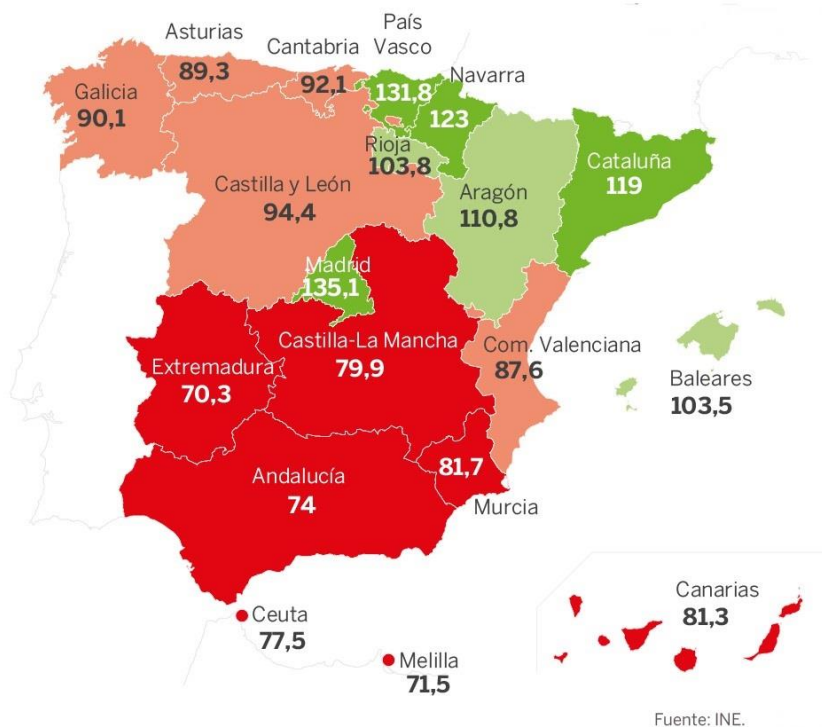 Asturias
89,3
Cantabria
92,1
País
Vasco
131,8
Navarra
123
Galicia
90,1
Rioja
103,8
Cataluña
119
Castilla y León
94,4
Aragón
110,8
Madrid
135,1
Castilla-La Mancha
79,9
Com. Valenciana
87,6
Extremadura
70,3
Baleares
103,5
Andalucía
74
81,7
Murcia
Ceuta
77,5
Melilla
71,5
Canarias
81,3
Fuente: INE.